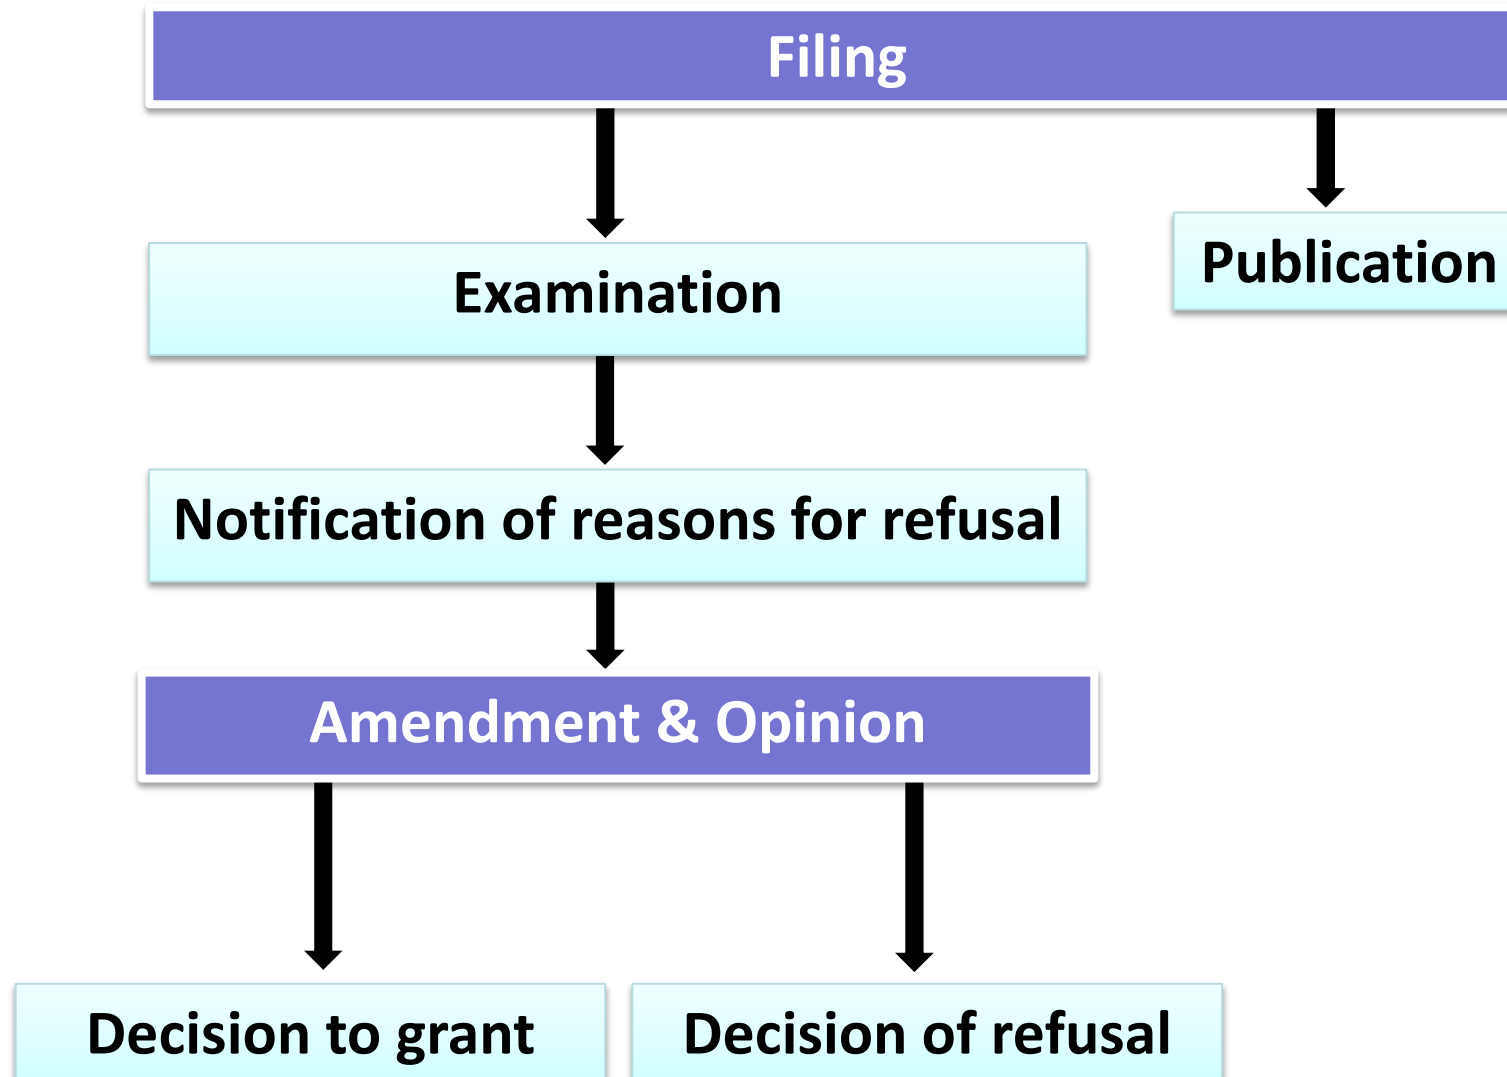 Filing
Examination
Publication
Notification of reasons for refusal
Amendment & Opinion
Decision to grant
Decision of refusal